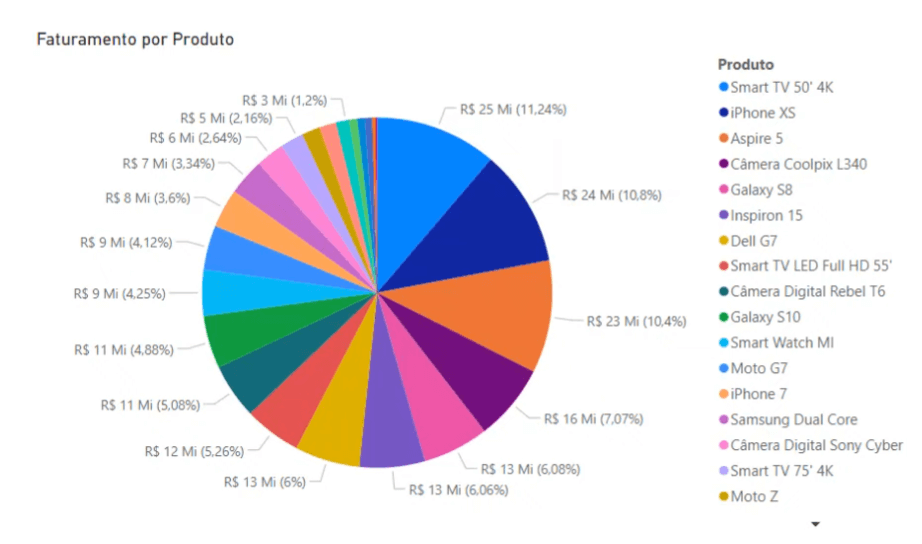 Faturamento por Produto
R$ 3 Mi (1,2%)
R$ 5 Mi (2,16%)
R$ 6 Mi (2,64%)
R$ 7 Mi (3,34%)
R$ 8 Mi (3,6%)
R$ 9 Mi (4,12%)
R$ 9 Mi (4,25%)
R$ 11 Mi (4,88%)
R$ 11 Mi (5,08%)
R$ 12 Mi (5,26%)
R$ 13 Mi (6%)
R$ 13 Mi (6,06%)
R$ 13 Mi (6,08%)
R$ 16 Mi (7,07%)
R$ 23 Mi (10,4%)
R$ 24 Mi (10,8%)
R$ 25 Mi (11,24%)
Produto
Smart TV 50' 4K
iPhone XS
Aspire 5
Câmera Coolpix L340
Galaxy S8
Inspiron 15
Dell G7
Smart TV LED Full HD 55'
Câmera Digital Rebel T6
Galaxy S10
Smart Watch MI
Moto G7
iPhone 7
Samsung Dual Core
Câmera Digital Sony Cyber
Smart TV 75' 4K
Moto Z